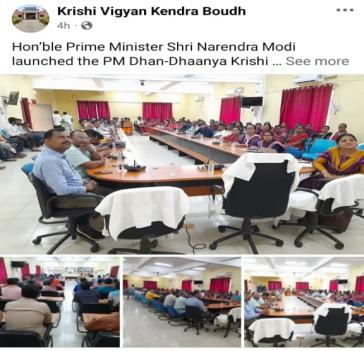 Krishi Vigyan Kendra Boudh
4h ·
Hon'ble Prime Minister Shri Narendra Modi
launched the PM Dhan-Dhaanya Krishi ... See more